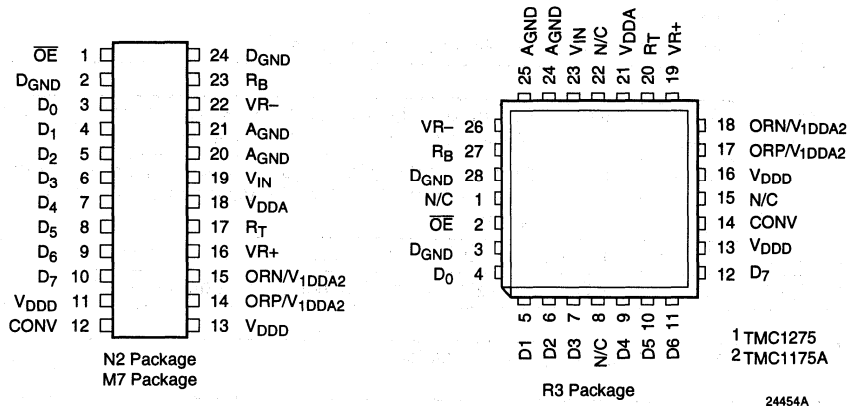 OE 1
DGND 2
D0 3
D1 4
D2 5
D3 6
D4 7
D5 8
D6 9
D7 10
VDDD 11
CONV 12
24 DGND
23 RB
22 VR–
21 AGND
20 AGND
19 VIN
18 VDDA
17 RT
16 VR+
15 ORN/V1DDA2
14 ORP/V1DDA2
13 VDDD
N2 Package
M7 Package
25 AGND
24 AGND
23 VIN
22 N/C
21 VDDA
20 RT
19 VR+
VR– 26
RB 27
DGND 28
N/C 1
OE 2
DGND 3
D0 4
18 ORN/V1DDA2
17 ORP/V1DDA2
16 VDDD
15 N/C
14 CONV
13 VDDD
12 D7
D1 5
D2 6
D3 7
N/C 8
D4 9
D5 10
D6 11
R3 Package
1 TMC1275
2 TMC1175A
24454A